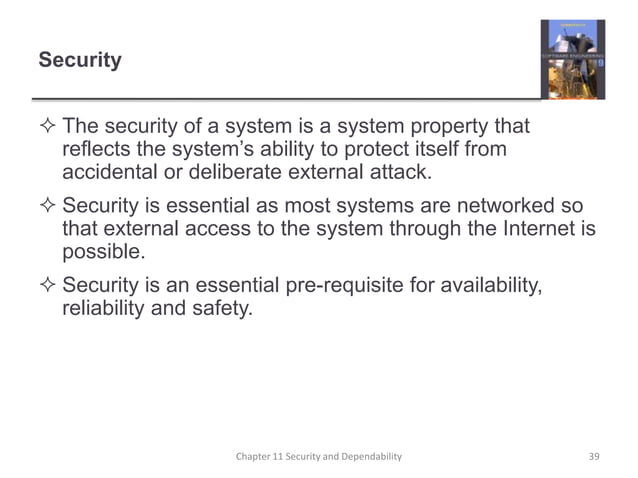 Security
SOFTWARE ENGINEERING
9
✧ The security of a system is a system property that
reflects the system’s ability to protect itself from
accidental or deliberate external attack.
✧ Security is essential as most systems are networked so
that external access to the system through the Internet is
possible.
✧ Security is an essential pre-requisite for availability,
reliability and safety.
Chapter 11 Security and Dependability
39